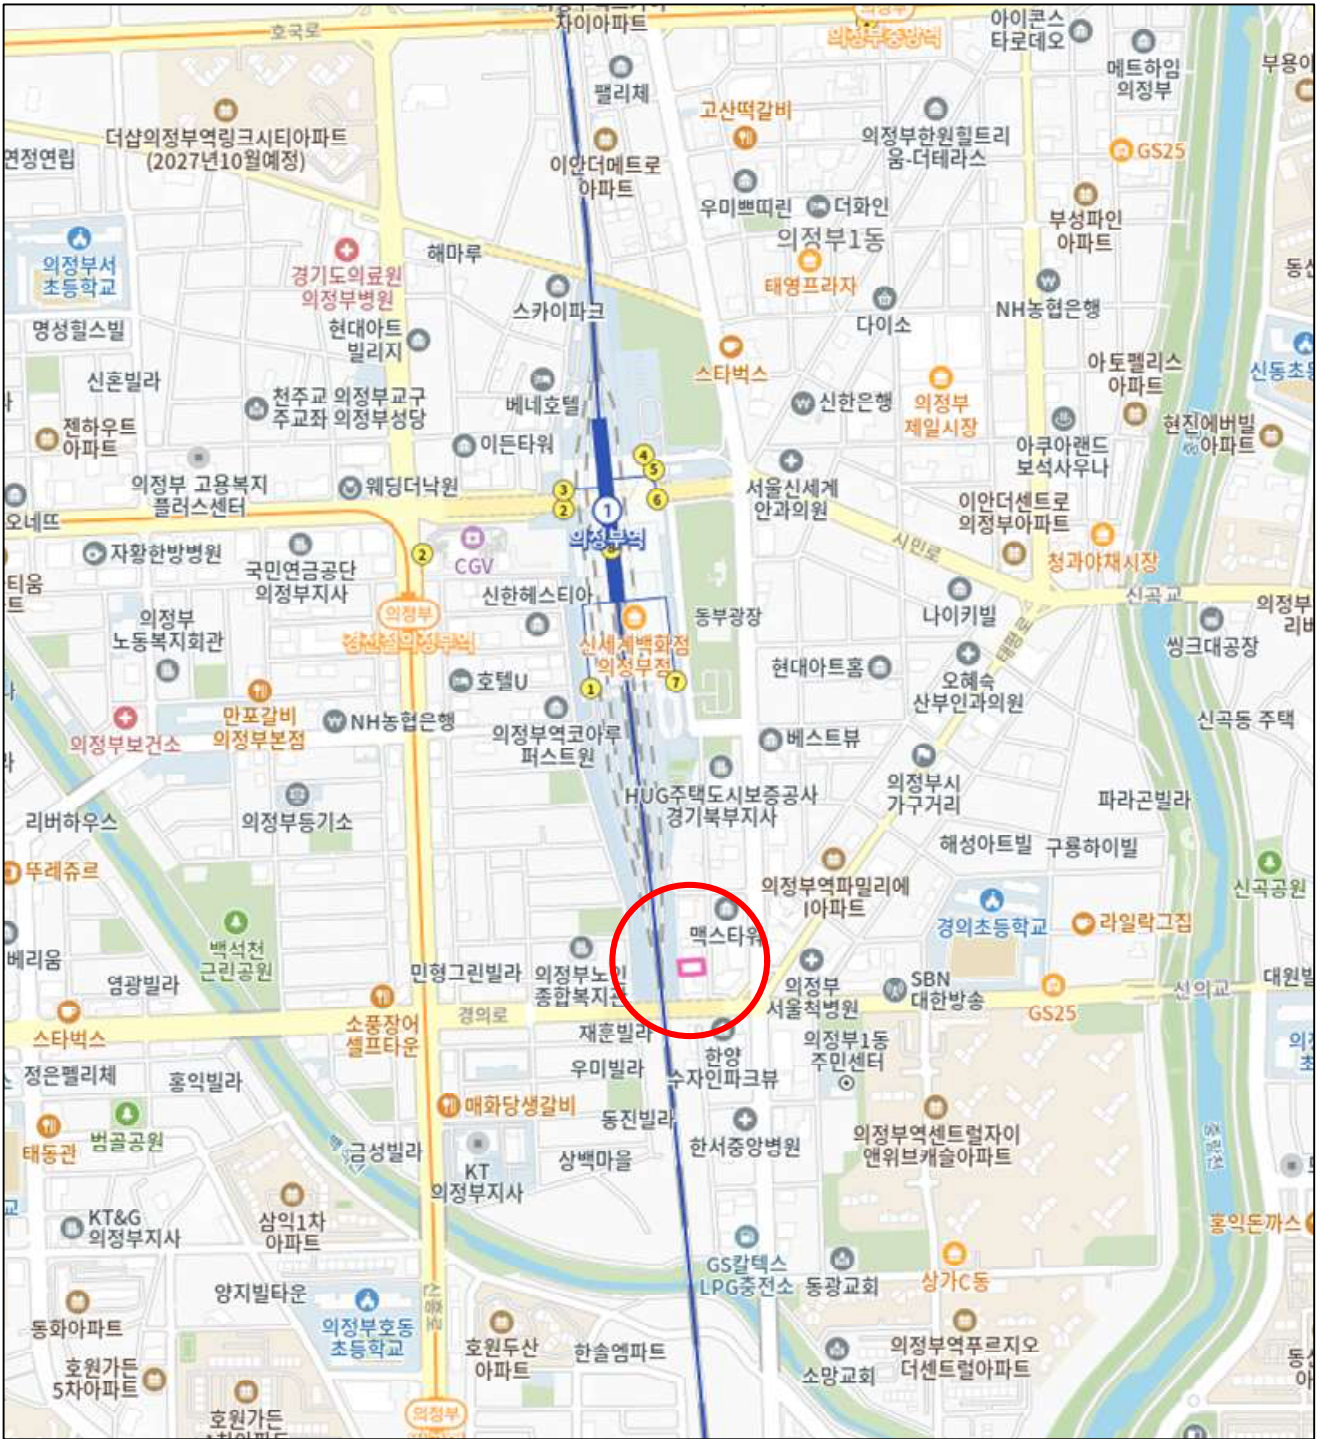 자이아파트
호국로
의정부중앙역
아이콘스
타로데오
메트하임
의정부
팰리체
고산떡갈비
더샵의정부역링크시티아파트
(2027년10월예정)
연정연립
이안더메트로
아파트
의정부한원힐트리
움-더테라스
GS25
우미쁘띠린
더화인
부성파인
아파트
의정부1동
의정부서
초등학교
해마루
경기도의료원
의정부병원
태영프라자
스카이파크
다이소
NH농협은행
명성힐스빌
현대아트
빌리지
스타벅스
아토펠리스
아파트
신혼빌라
천주교 의정부교구
주교좌 의정부성당
베네호텔
신한은행
의정부
제일시장
젠하우트
아파트
이든타워
아쿠아랜드
보석사우나
현진에버빌
아파트
4
5
의정부 고용복지
플러스센터
웨딩더낙원
3
2
6
서울신세계
안과의원
이안더센트로
의정부아파트
1
의정부역
오네뜨
자황한방병원
국민연금공단
의정부지사
2
CGV
시민로
청과야채시장
신한헤스티아
의정부
경전철의정부역
의정부
노동복지회관
신세계백화점
의정부점
동부광장
나이키빌
신곡교
태평로
씽크대공장
호텔U
1
7
현대아트홈
오혜숙
산부인과의원
만포갈비
의정부본점
NH농협은행
의정부보건소
의정부역코아루
퍼스트원
베스트뷰
신곡동 주택
HUG주택도시보증공사
경기북부지사
의정부시
가구거리
파라곤빌라
리버하우스
의정부등기소
해성아트빌
구룡하이빌
뚜레쥬르
의정부역파밀리에
I아파트
신곡공원
백석천
근린공원
맥스타워
경의초등학교
라일락그집
베리움
염광빌라
민형그린빌라
의정부노인
종합복지관
의정부
서울척병원
SBN
대한방송
GS25
신의교
스타벅스
소풍장어
셀프타운
경의로
재훈빌라
한양
수자인파크뷰
의정부1동
주민센터
정은펠리체
홍익빌라
우미빌라
태동관
범골공원
금성빌라
매화당생갈비
동진빌라
한서중앙병원
의정부역센트럴자이
앤위브캐슬아파트
중랑천
KT
의정부지사
상백마을
KT&G
의정부지사
삼익1차
아파트
홍익돈까스
GS칼텍스
LPG충전소
동광교회
상가C동
양지빌타운
신흥로
동화아파트
의정부호동
초등학교
호원두산
아파트
한솔엠파트
의정부역푸르지오
더센트럴아파트
호원가든
5차아파트
소망교회
호원가든
의정부